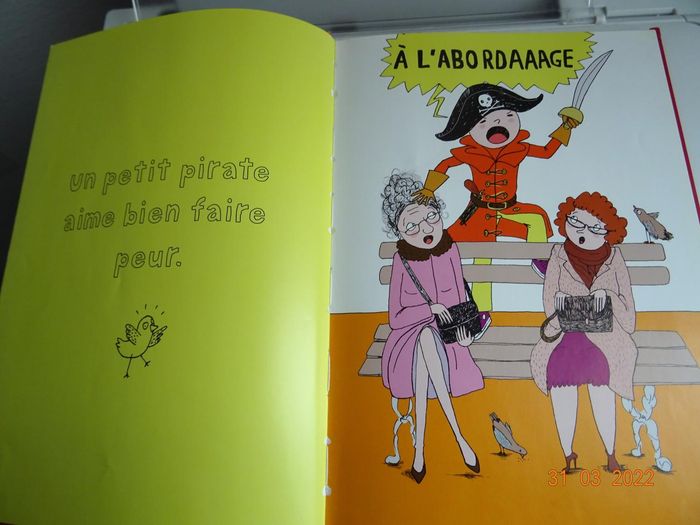 un petit pirate
aime bien faire
peur.
À L'ABORDAAAGE
31 03 2022